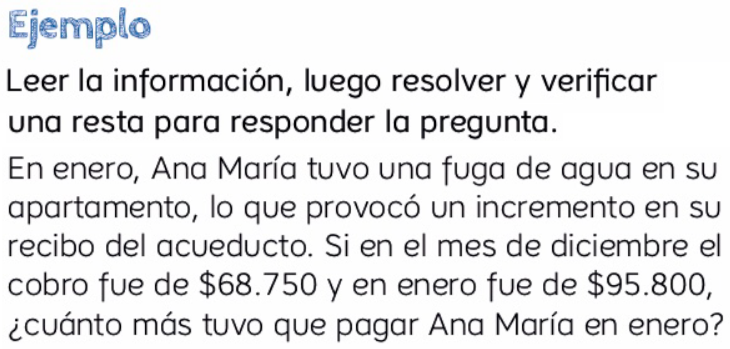 Ejemplo
Leer la información, luego resolver y verificar
una resta para responder la pregunta.
En enero, Ana María tuvo una fuga de agua en su
apartamento, lo que provocó un incremento en su
recibo del acueducto. Si en el mes de diciembre el
cobro fue de $68.750 y en enero fue de $95.800,
¿cuánto más tuvo que pagar Ana María en enero?